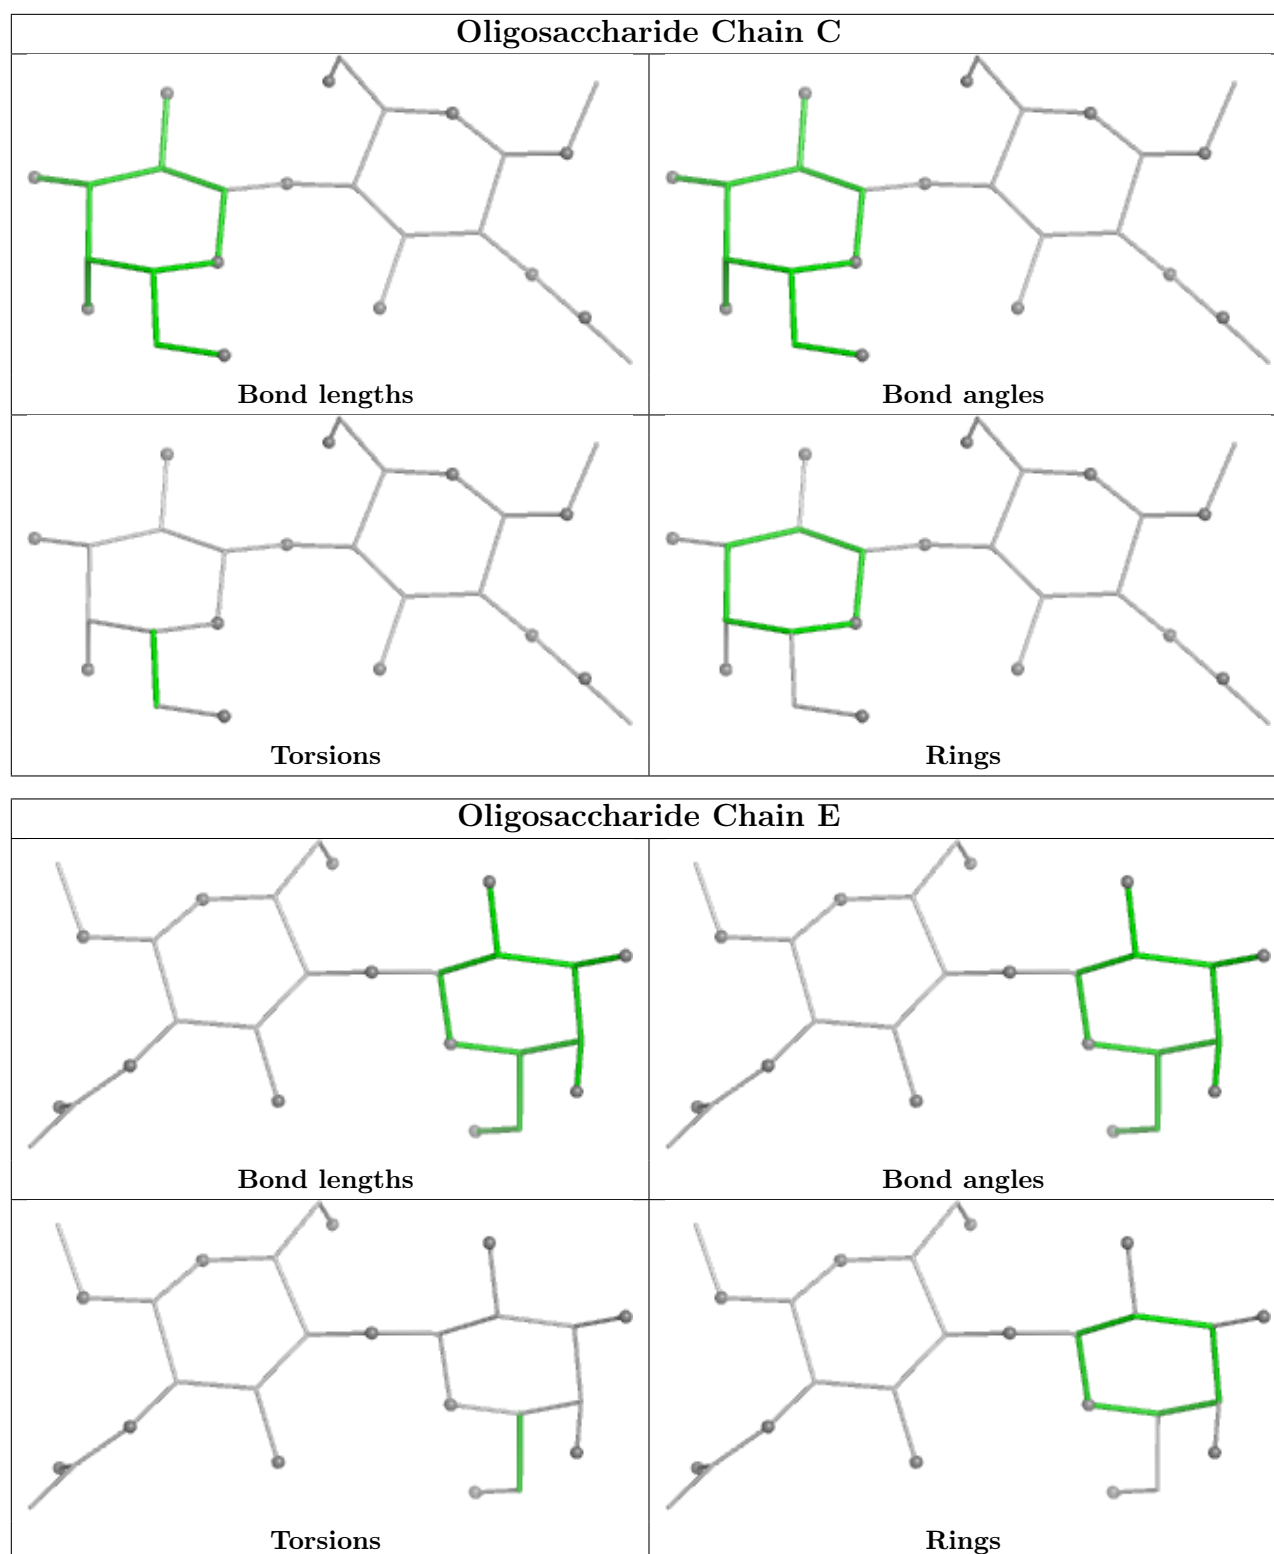 Oligosaccharide Chain C
Bond lengths
Bond angles
Torsions
Rings
Oligosaccharide Chain E
Bond lengths
Bond angles
Torsions
Rings